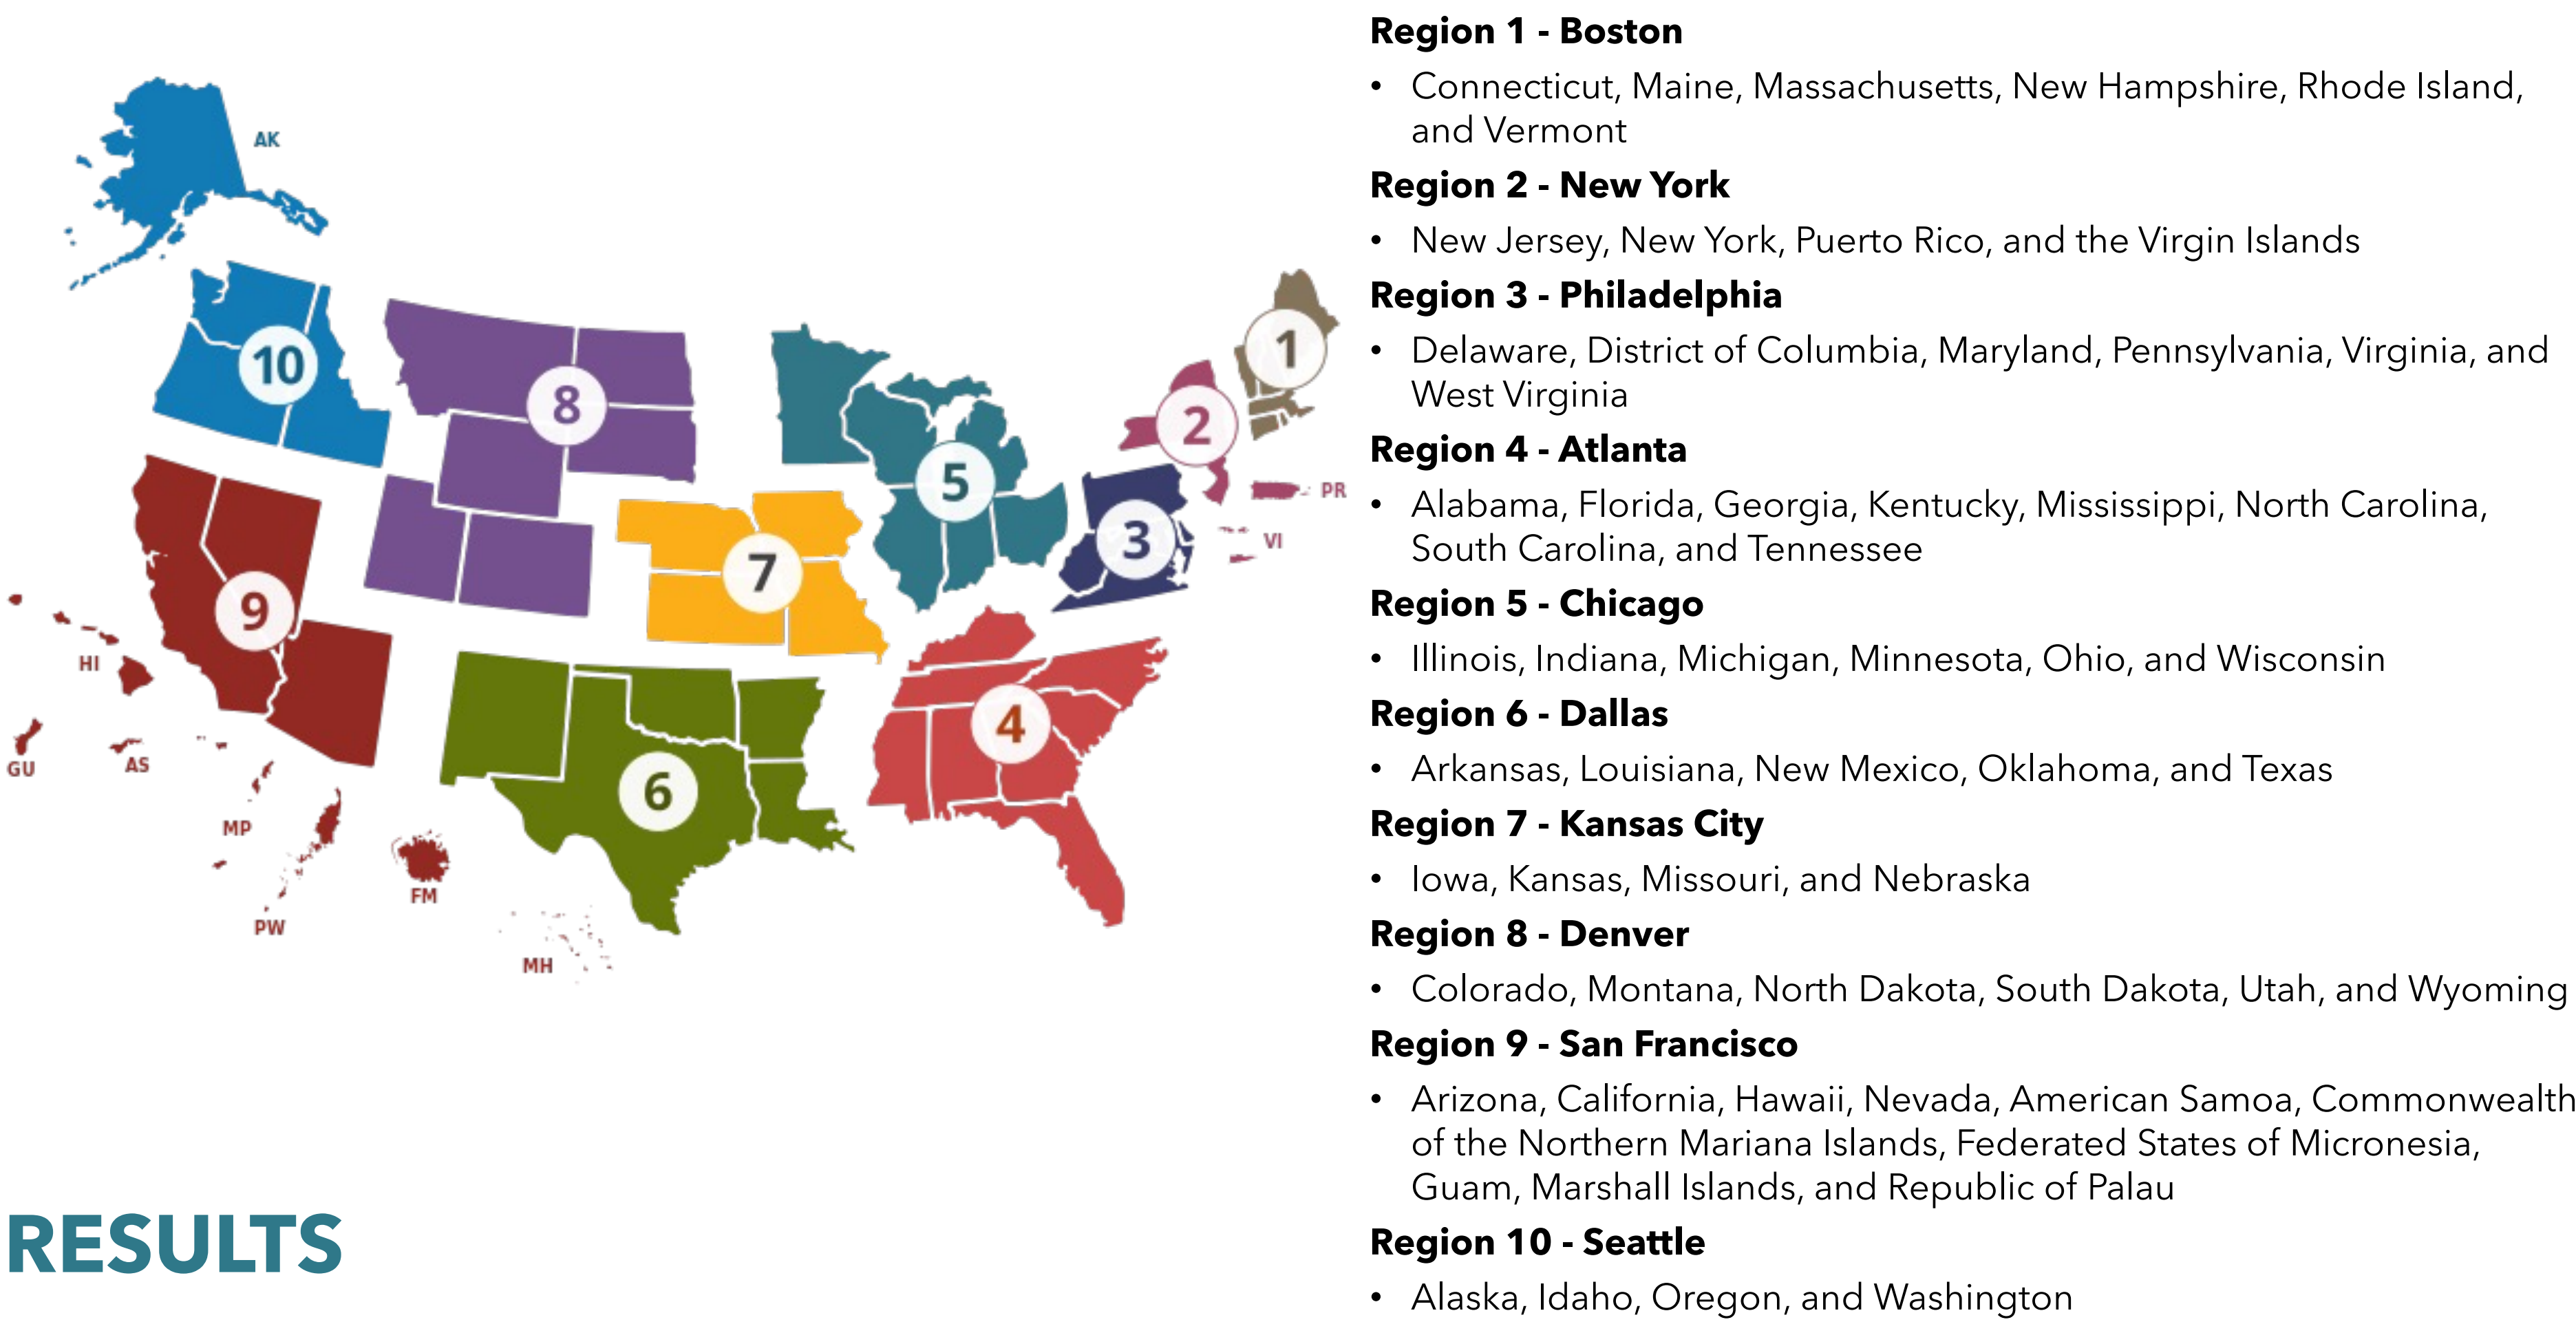 AK
10
8
1
2
5
PR
3
VI
7
9
HI
4
GU
AS
6
MP
FM
PW
MH
RESULTS
Region 1 - Boston
• Connecticut, Maine, Massachusetts, New Hampshire, Rhode Island,
and Vermont
Region 2 - New York
• New Jersey, New York, Puerto Rico, and the Virgin Islands
Region 3 - Philadelphia
• Delaware, District of Columbia, Maryland, Pennsylvania, Virginia, and
West Virginia
Region 4 - Atlanta
• Alabama, Florida, Georgia, Kentucky, Mississippi, North Carolina,
South Carolina, and Tennessee
Region 5 - Chicago
• Illinois, Indiana, Michigan, Minnesota, Ohio, and Wisconsin
Region 6 - Dallas
• Arkansas, Louisiana, New Mexico, Oklahoma, and Texas
Region 7 - Kansas City
• Iowa, Kansas, Missouri, and Nebraska
Region 8 - Denver
• Colorado, Montana, North Dakota, South Dakota, Utah, and Wyoming
Region 9 - San Francisco
• Arizona, California, Hawaii, Nevada, American Samoa, Commonwealth
of the Northern Mariana Islands, Federated States of Micronesia,
Guam, Marshall Islands, and Republic of Palau
Region 10 - Seattle
• Alaska, Idaho, Oregon, and Washington